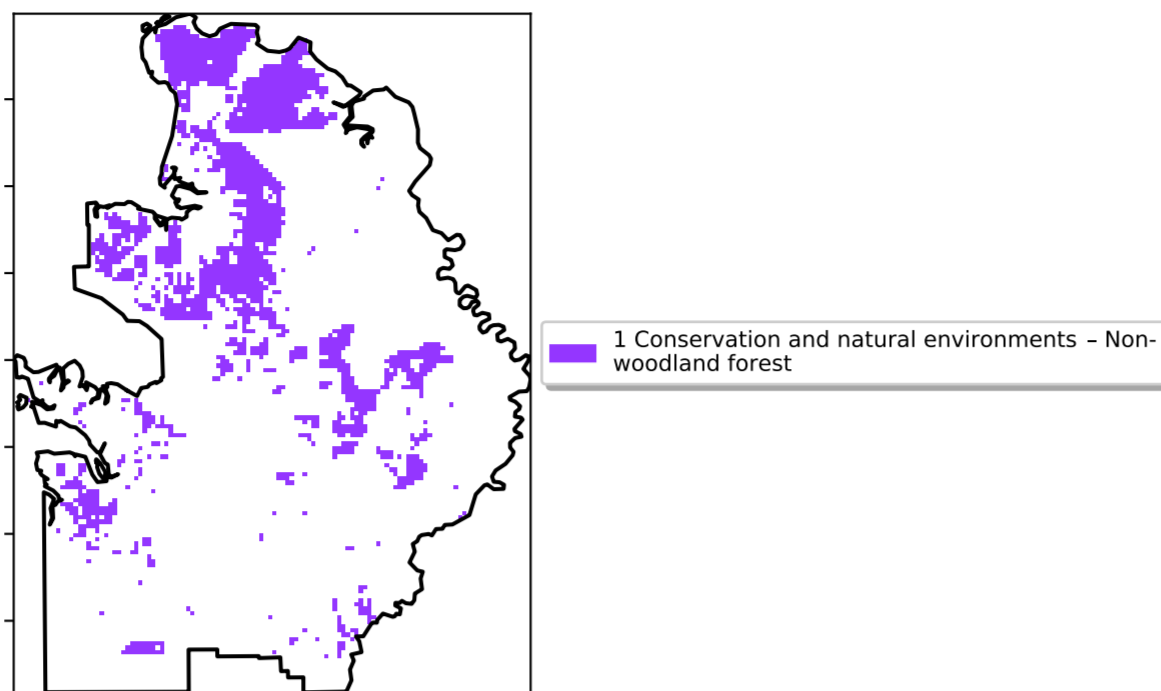 1 Conservation and natural environments – Non-
woodland forest